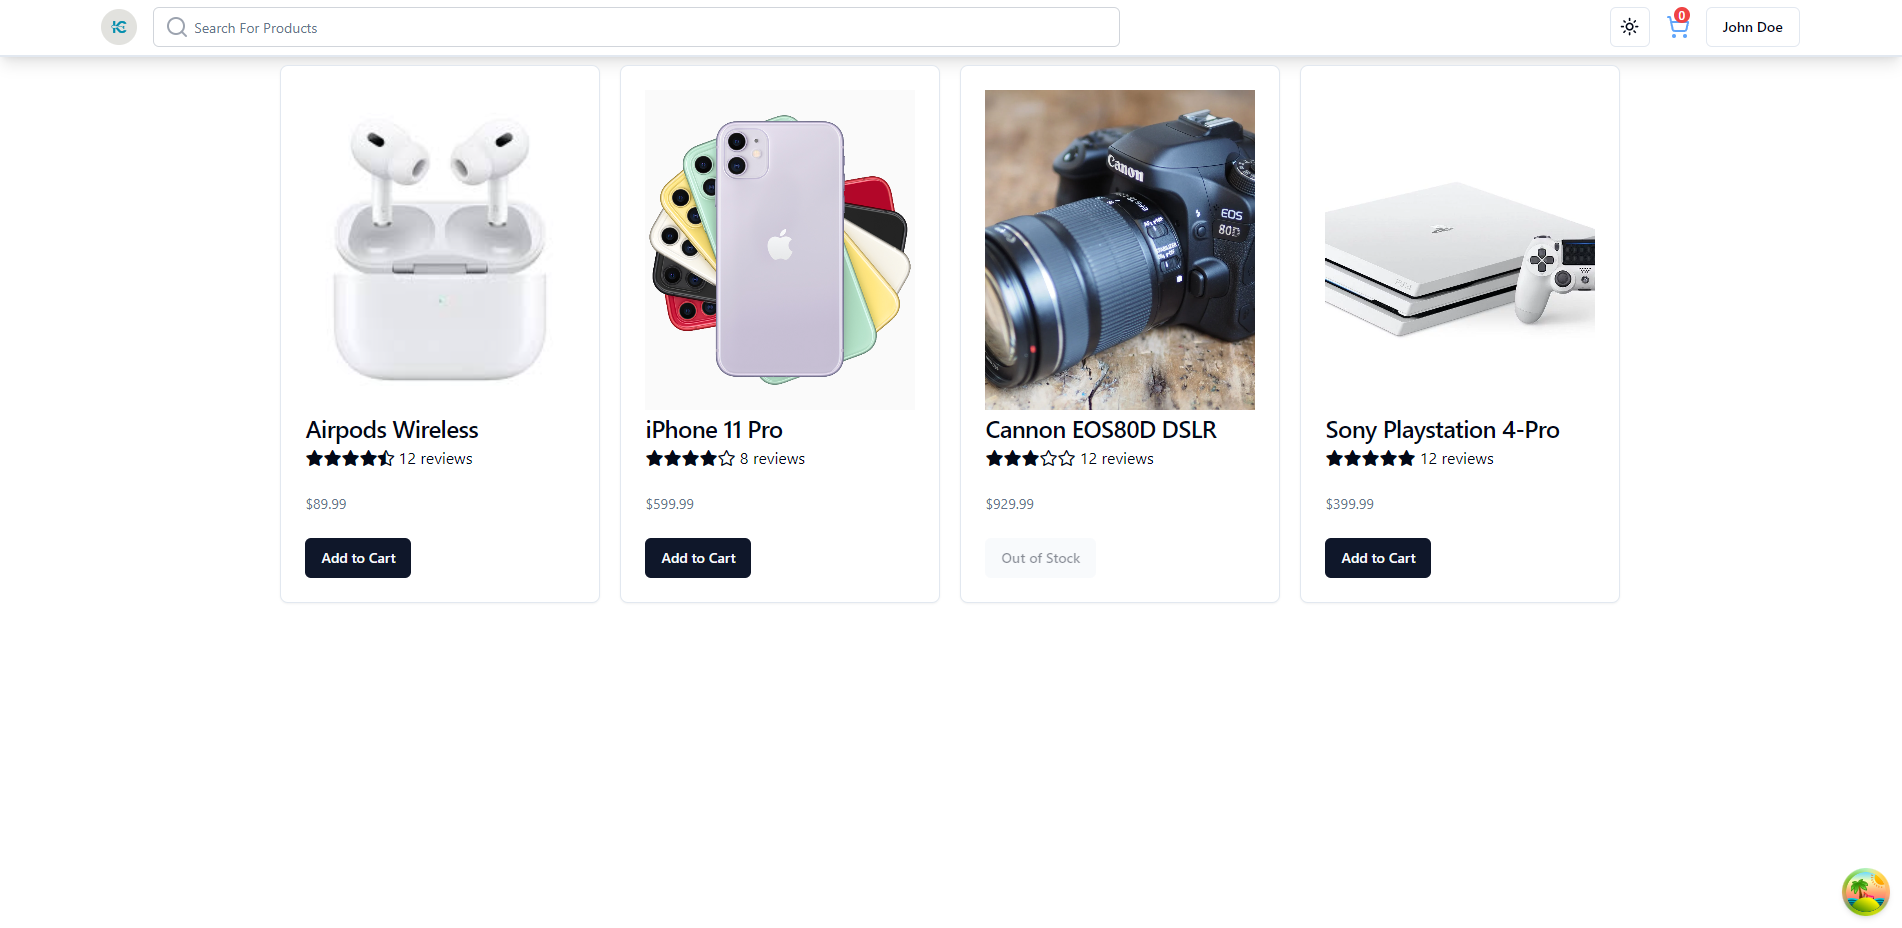 IC
Search For Products
0
John Doe
Canon
EOS
80D
Airpods Wireless
12 reviews
$89.99
Add to Cart
iPhone 11 Pro
8 reviews
$599.99
Add to Cart
Cannon EOS80D DSLR
12 reviews
$929.99
Out of Stock
Sony Playstation 4-Pro
12 reviews
$399.99
Add to Cart